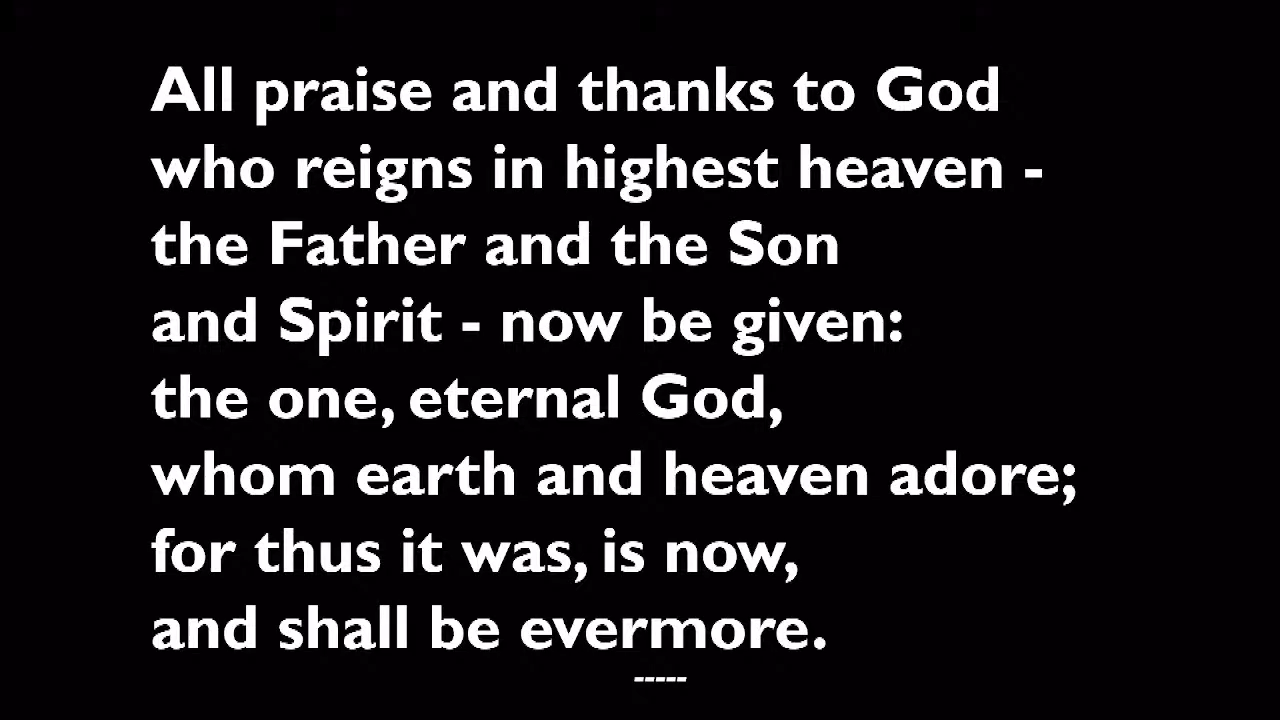 All praise and thanks to God
who reigns in highest heaven -
the Father and the Son
and Spirit - now be given:
the one, eternal God,
whom earth and heaven adore;
for thus it was, is now,
and shall be evermore.
-----